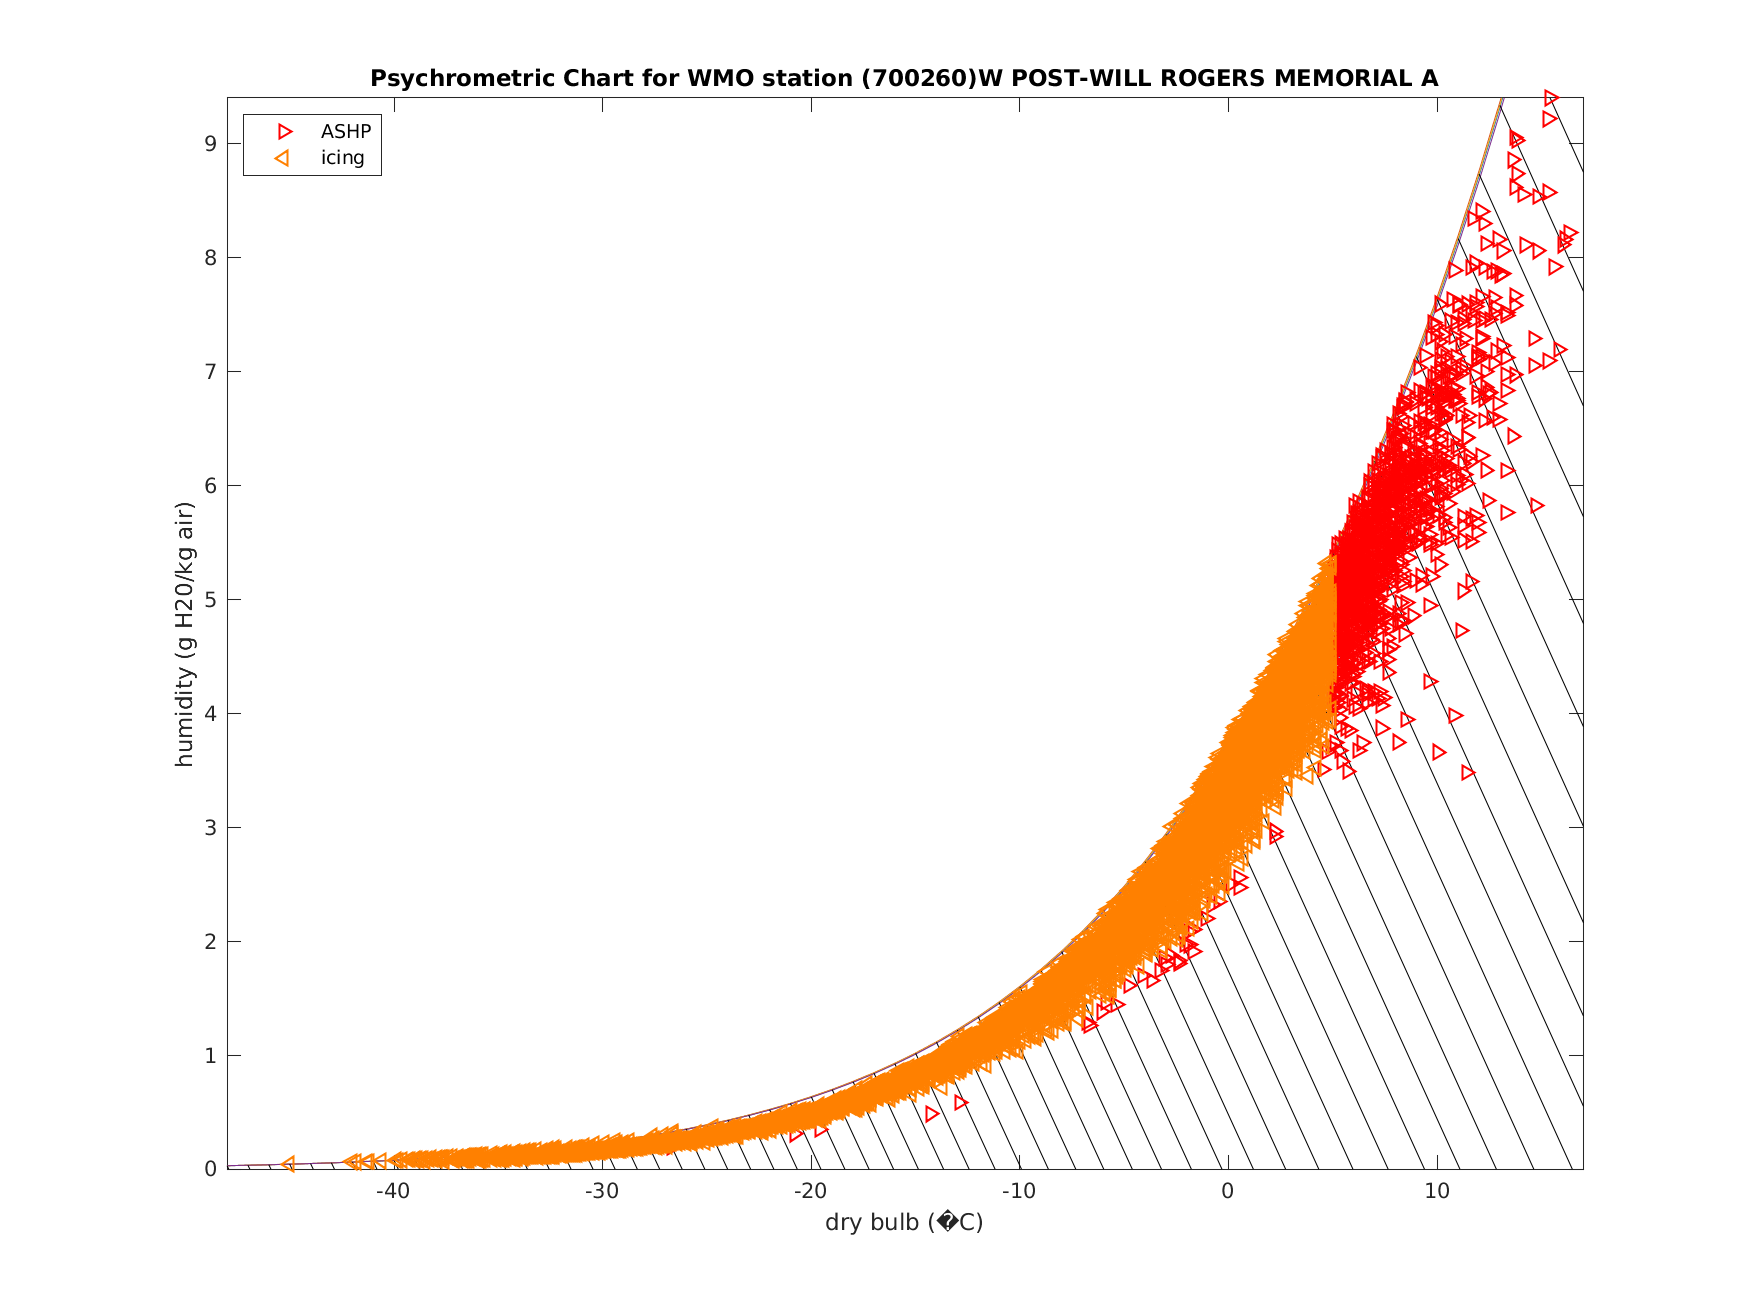 Psychrometric Chart for WMO station (700260)W POST-WILL ROGERS MEMORIAL A
ASHP
icing
humidity (g H20/kg air)
9
8
7
6
5
4
3
2
1
0
-40 -30 -20 -10 0 10
dry bulb (�C)